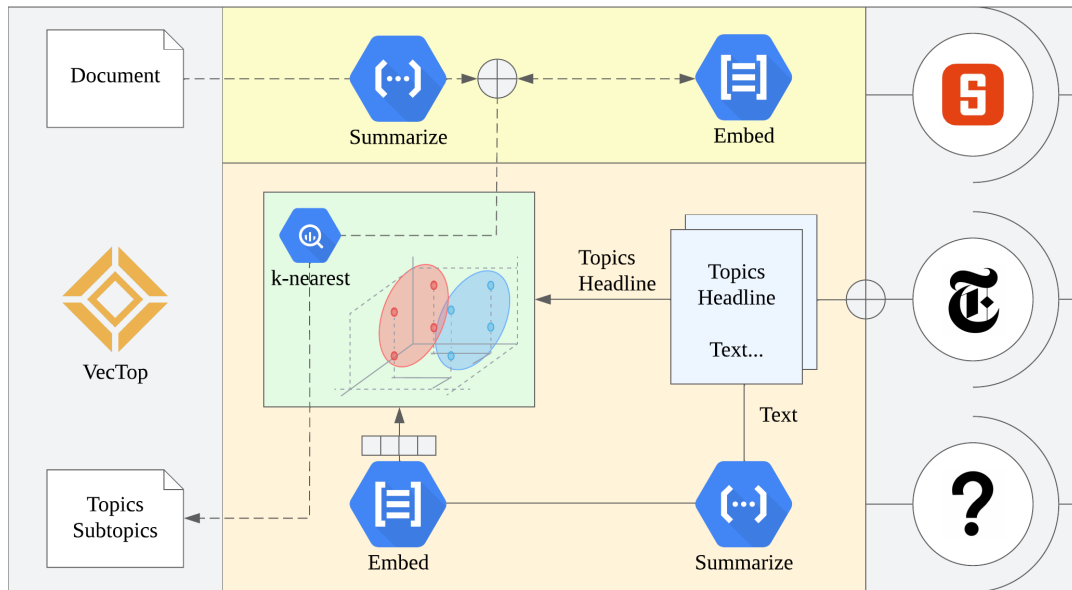 Document
Summarize
Embed
k-nearest
Topics
Headline
Topics
Headline
Text...
VecTop
Text
Topics
Subtopics
Embed
Summarize
S
T
?